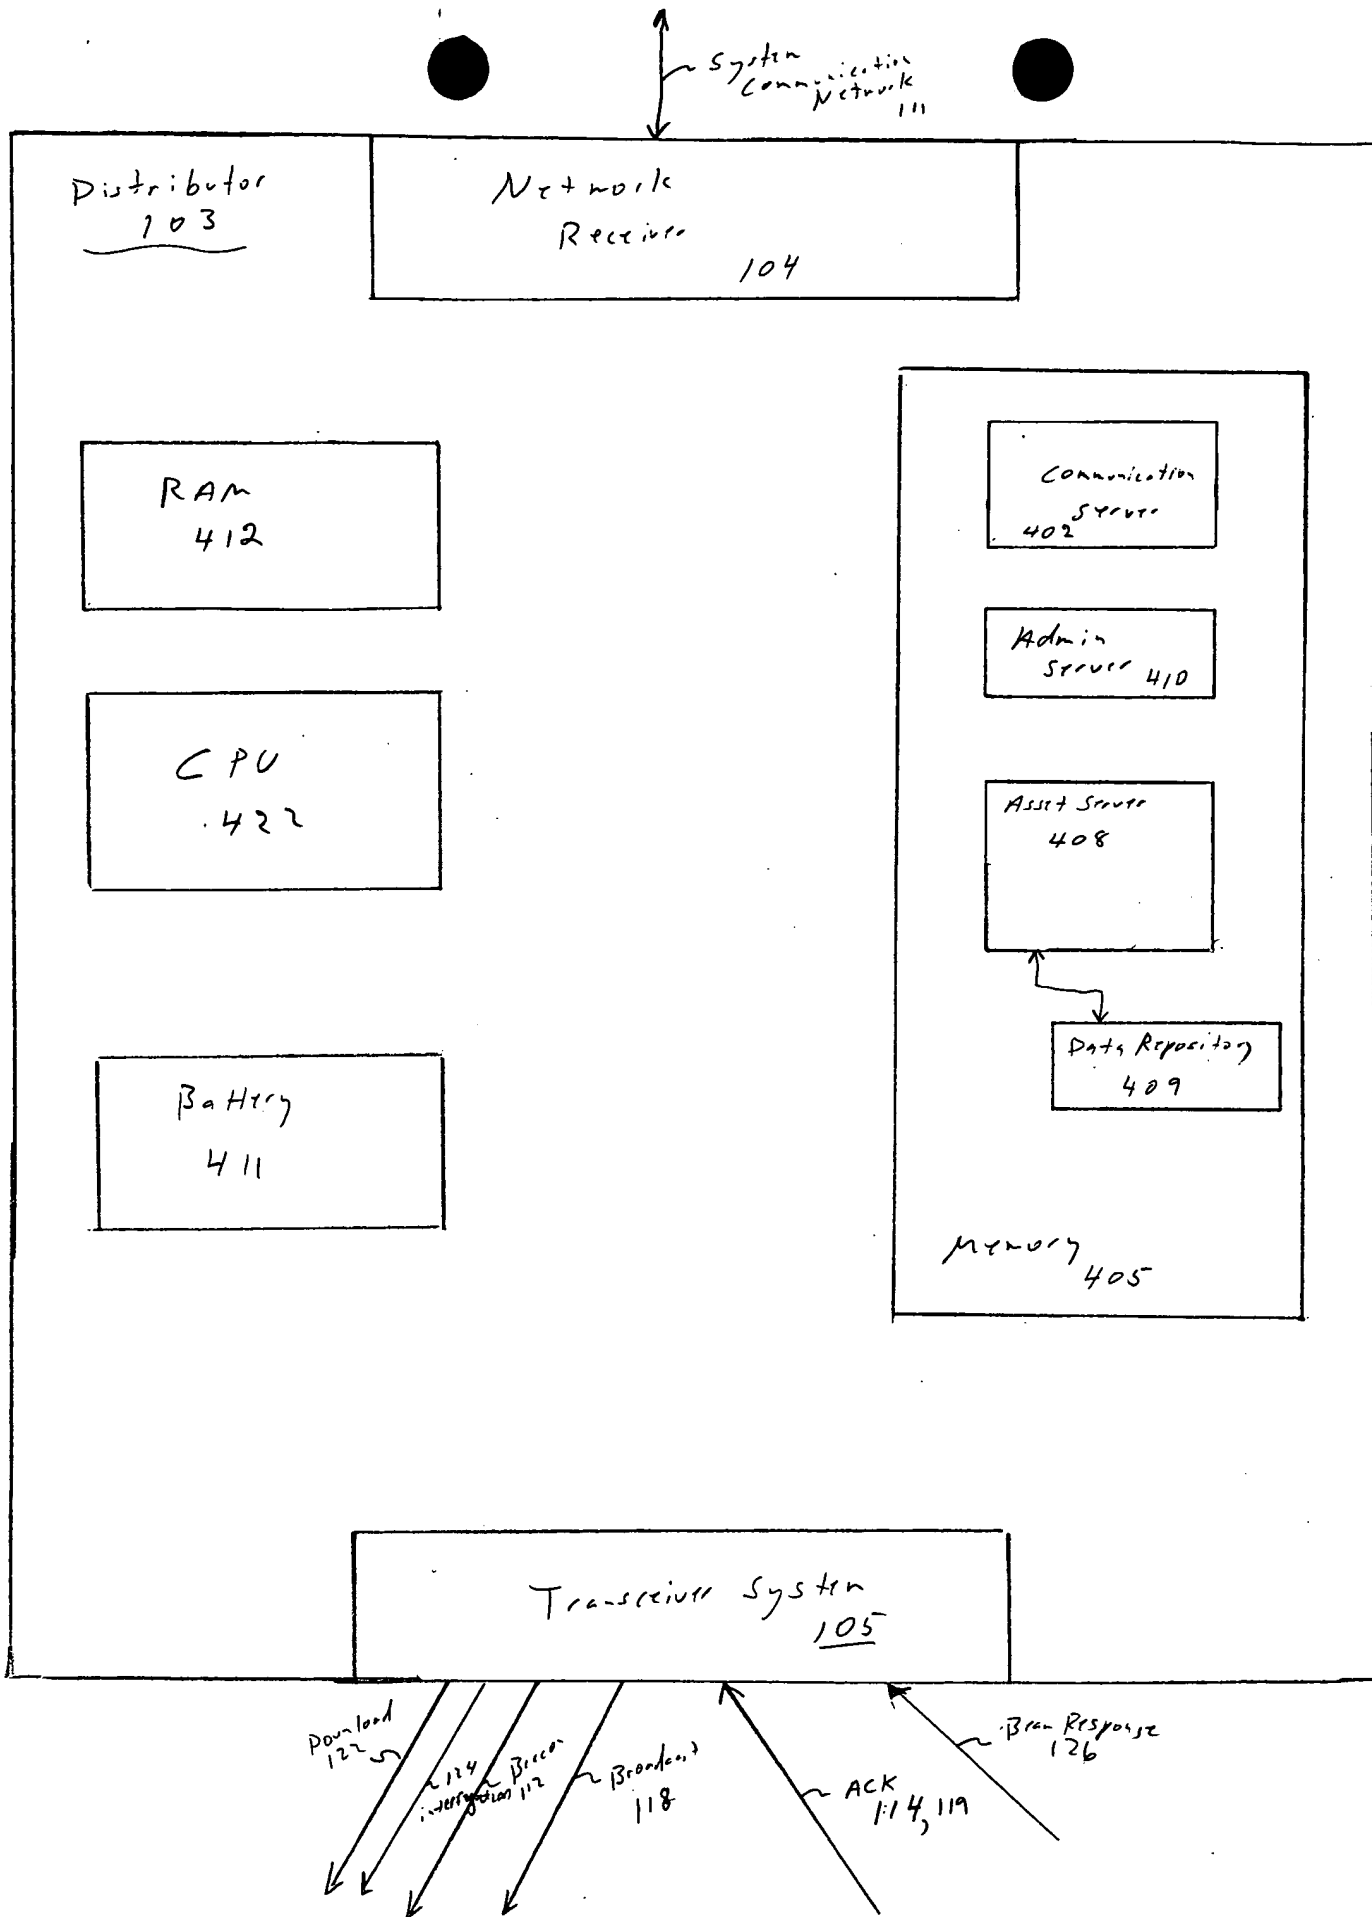 System
Communication
Network
111
Distributor
103
Network
Receiver
104
RAM
412
CPU
422
Battery
411
Communication
Server
402
Admin
Server 410
Asset Server
408
Data Repository
409
Memory
405
Transceiver System
105
Download
122
124
interrogation
Beacon
112
Broadcast
118
ACK
114, 119
Beam Response
126